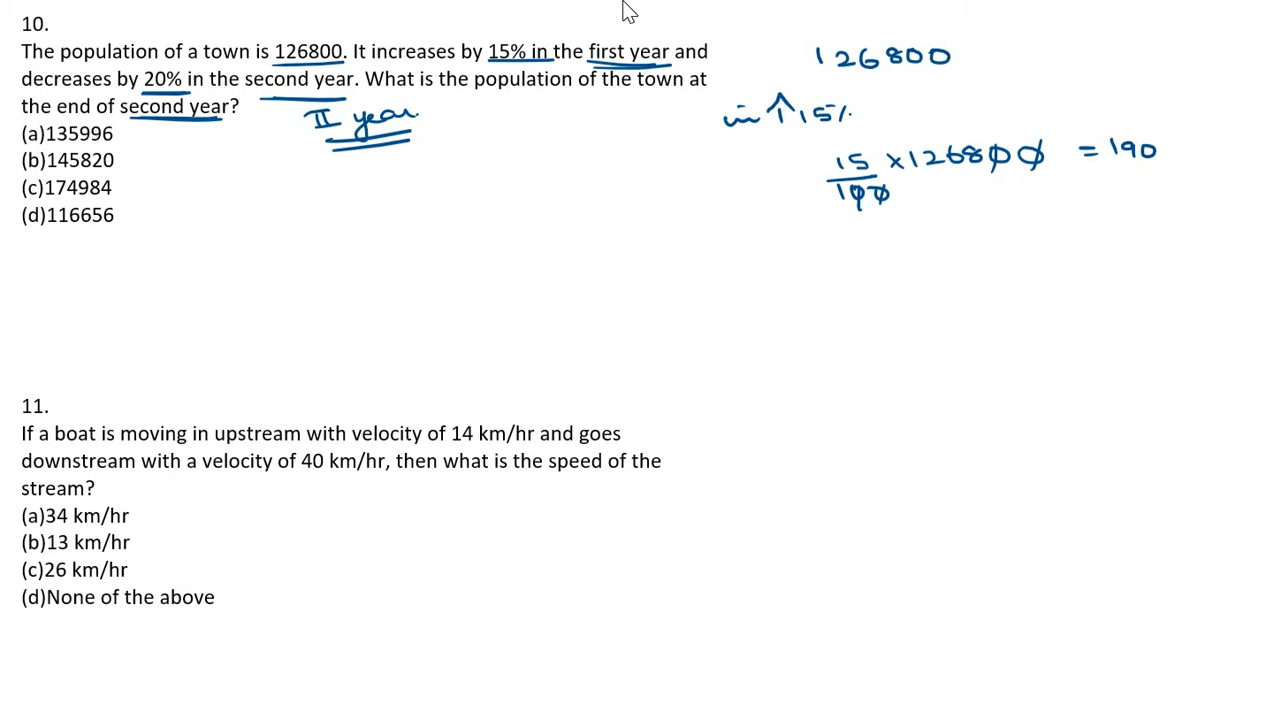 10.
The population of a town is 126800. It increases by 15% in the first year and
decreases by 20% in the second year. What is the population of the town at
the end of second year?
(a)135996
(b)145820
(c)174984
(d)116656
II year
126800
in ↑ 15%
15/100 × 126800 = 190
11.
If a boat is moving in upstream with velocity of 14 km/hr and goes
downstream with a velocity of 40 km/hr, then what is the speed of the
stream?
(a)34 km/hr
(b)13 km/hr
(c)26 km/hr
(d)None of the above